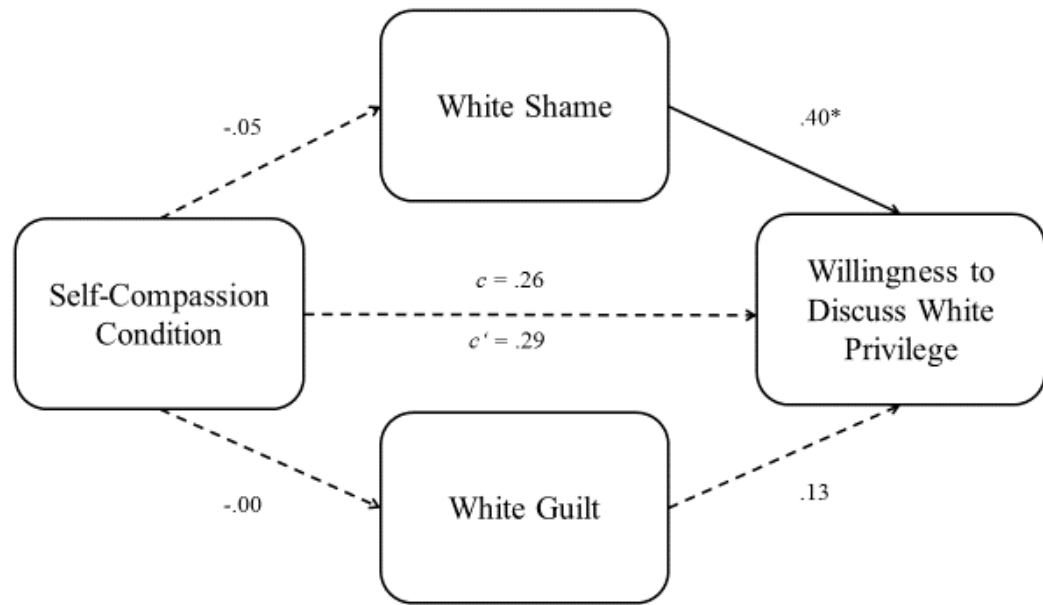 White Shame
-.05
.40*
Self-Compassion
Condition
c = .26
c‘ = .29
Willingness to
Discuss White
Privilege
-.00
White Guilt
.13